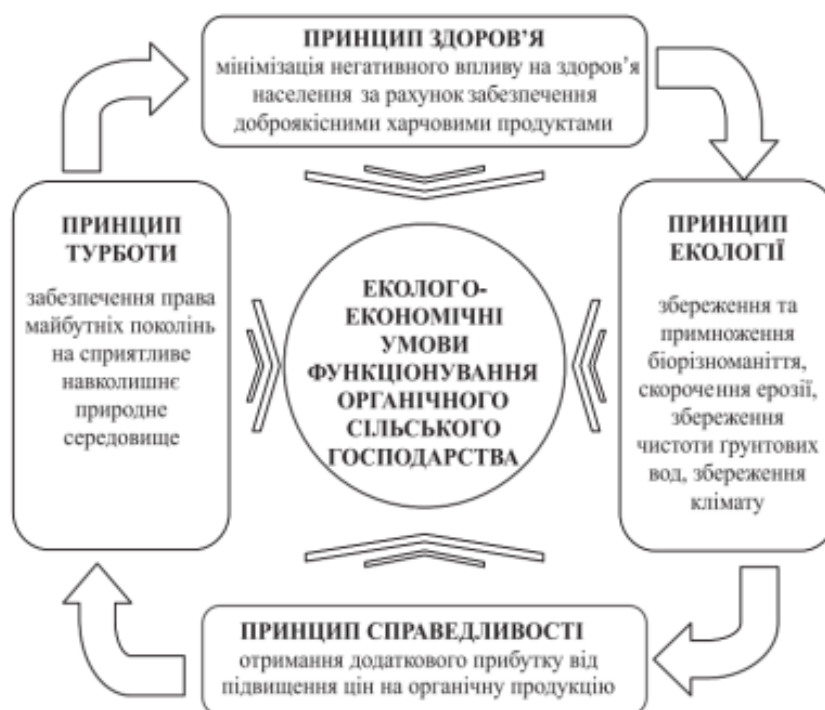 ПРИНЦИП ЗДОРОВ’Я
мінімізація негативного впливу на здоров’я
населення за рахунок забезпечення
доброякісними харчовими продуктами
ПРИНЦИП
ТУРБОТИ
забезпечення права
майбутніх поколінь
на сприятливе
навколишнє
природне
середовище
ЕКОЛОГО-
ЕКОНОМІЧНІ
УМОВИ
ФУНКЦІОНУВАННЯ
ОРГАНІЧНОГО
СІЛЬСЬКОГО
ГОСПОДАРСТВА
ПРИНЦИП
ЕКОЛОГІЇ
збереження та
примноження
біорізноманіття,
скорочення ерозії,
збереження
чистоти ґрунтових
вод, збереження
клімату
ПРИНЦИП СПРАВЕДЛИВОСТІ
отримання додаткового прибутку від
підвищення цін на органічну продукцію